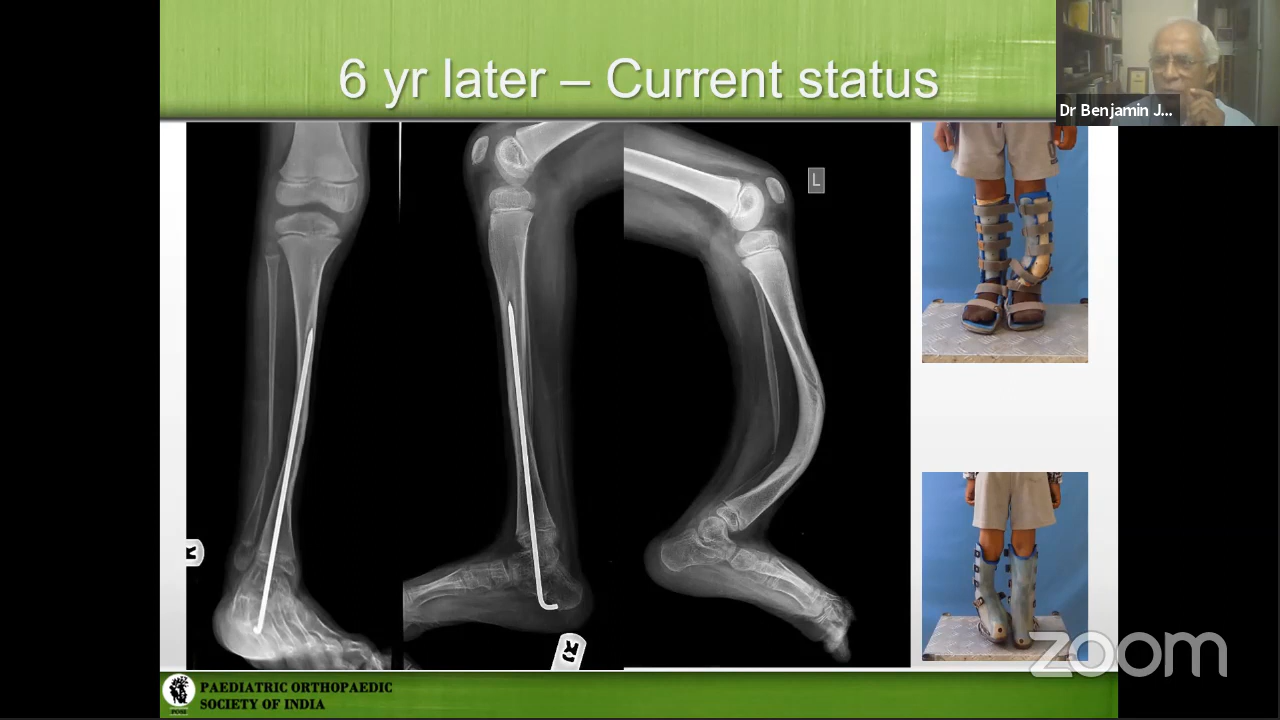 6 yr later – Current status
Dr Benjamin J...
L
R
R
PAEDIATRIC ORTHOPAEDIC
SOCIETY OF INDIA
zoom